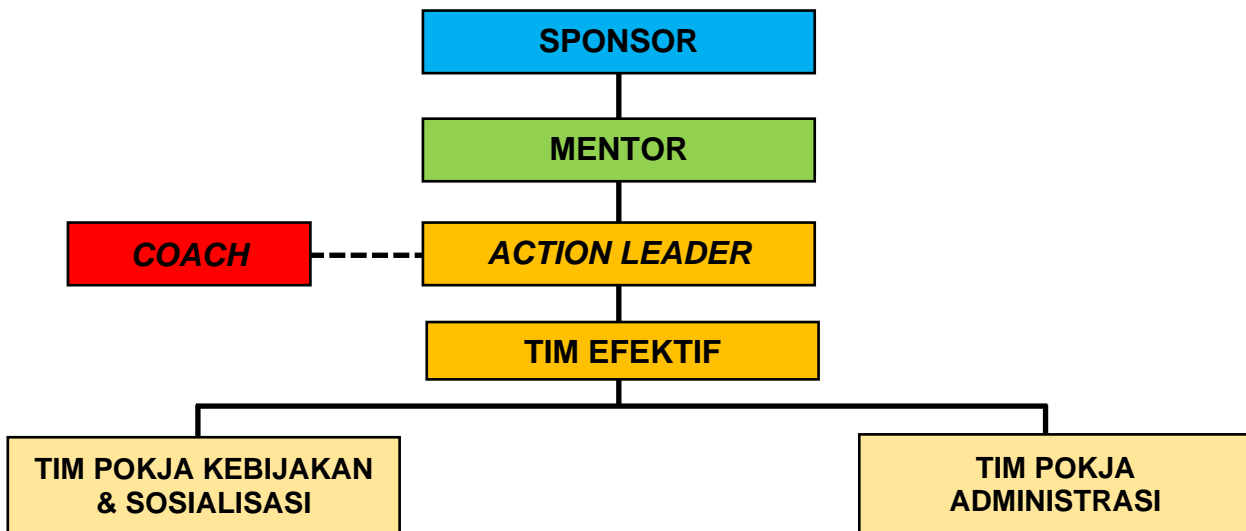 SPONSOR
MENTOR
COACH
ACTION LEADER
TIM EFEKTIF
TIM POKJA KEBIJAKAN
& SOSIALISASI
TIM POKJA
ADMINISTRASI